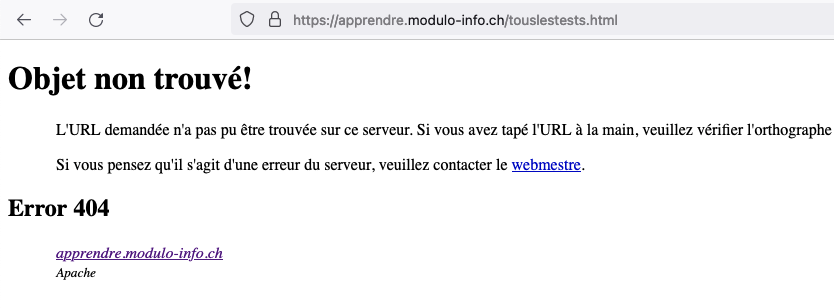 https://apprendre.modulo-info.ch/touslestests.html
Objet non trouvé!
L'URL demandée n'a pas pu être trouvée sur ce serveur. Si vous avez tapé l'URL à la main, veuillez vérifier l'orthographe
Si vous pensez qu'il s'agit d'une erreur du serveur, veuillez contacter le webmestre.
Error 404
apprendre.modulo-info.ch
Apache